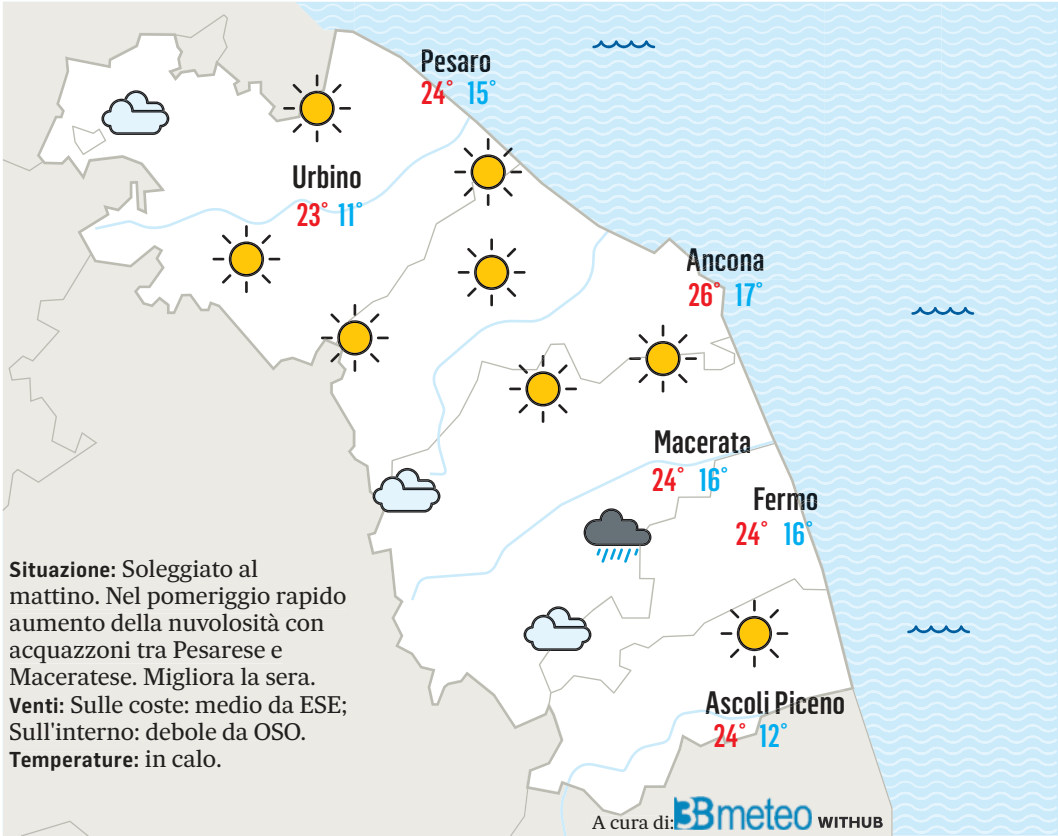 Pesaro
24° 15°
Urbino
23° 11°
Ancona
26° 17°
Macerata
24° 16°
Fermo
24° 16°
Situazione: Soleggiato al
mattino. Nel pomeriggio rapido
aumento della nuvolosità con
acquazzoni tra Pesarese e
Maceratese. Migliora la sera.
Venti: Sulle coste: medio da ESE;
Sull'interno: debole da OSO.
Temperature: in calo.
Ascoli Piceno
24° 12°
A cura di: 3Bmeteo WITHUB